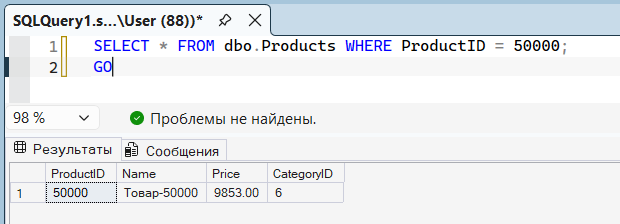 SQLQuery1.s...\User (88))*
1 SELECT * FROM dbo.Products WHERE ProductID = 50000;
2 GO
98 % Проблемы не найдены.
Результаты Сообщения
ProductID Name Price CategoryID
1 50000 Товар-50000 9853.00 6